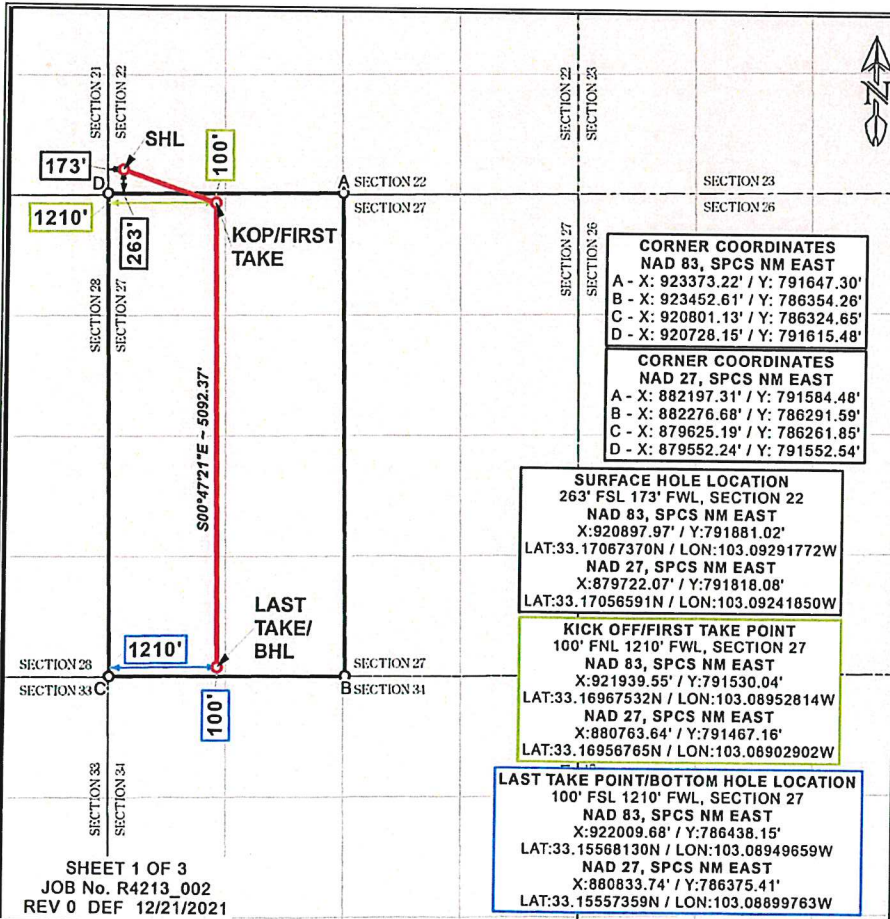 SECTION 21
SECTION 22
SECTION 22
SECTION 23
N
SHL
173'
100'
D
A SECTION 22
SECTION 23
SECTION 27
SECTION 26
1210'
263'
KOP/FIRST
TAKE
SECTION 28
SECTION 27
SECTION 27
SECTION 26
CORNER COORDINATES
NAD 83, SPCS NM EAST
A - X: 923373.22' / Y: 791647.30'
B - X: 923452.61' / Y: 786354.26'
C - X: 920801.13' / Y: 786324.65'
D - X: 920728.15' / Y: 791615.48'
CORNER COORDINATES
NAD 27, SPCS NM EAST
A - X: 882197.31' / Y: 791584.48'
B - X: 882276.68' / Y: 786291.59'
C - X: 879625.19' / Y: 786261.85'
D - X: 879552.24' / Y: 791552.54'
S00°47'21"E ~ 5092.37'
SURFACE HOLE LOCATION
263' FSL 173' FWL, SECTION 22
NAD 83, SPCS NM EAST
X:920897.97' / Y:791881.02'
LAT:33.17067370N / LON:103.09291772W
NAD 27, SPCS NM EAST
X:879722.07' / Y:791818.08'
LAT:33.17056591N / LON:103.09241850W
KICK OFF/FIRST TAKE POINT
100' FNL 1210' FWL, SECTION 27
NAD 83, SPCS NM EAST
X:921939.55' / Y:791530.04'
LAT:33.16967532N / LON:103.08952814W
NAD 27, SPCS NM EAST
X:880763.64' / Y:791467.16'
LAT:33.16956765N / LON:103.08902902W
LAST
TAKE/
BHL
1210'
SECTION 28
SECTION 27
SECTION 33
C
B SECTION 34
100'
LAST TAKE POINT/BOTTOM HOLE LOCATION
100' FSL 1210' FWL, SECTION 27
NAD 83, SPCS NM EAST
X:922009.68' / Y:786438.15'
LAT:33.15568130N / LON:103.08949659W
NAD 27, SPCS NM EAST
X:880833.74' / Y:786375.41'
LAT:33.15557359N / LON:103.08899763W
SECTION 33
SECTION 34
SHEET 1 OF 3
JOB No. R4213_002
REV 0 DEF 12/21/2021